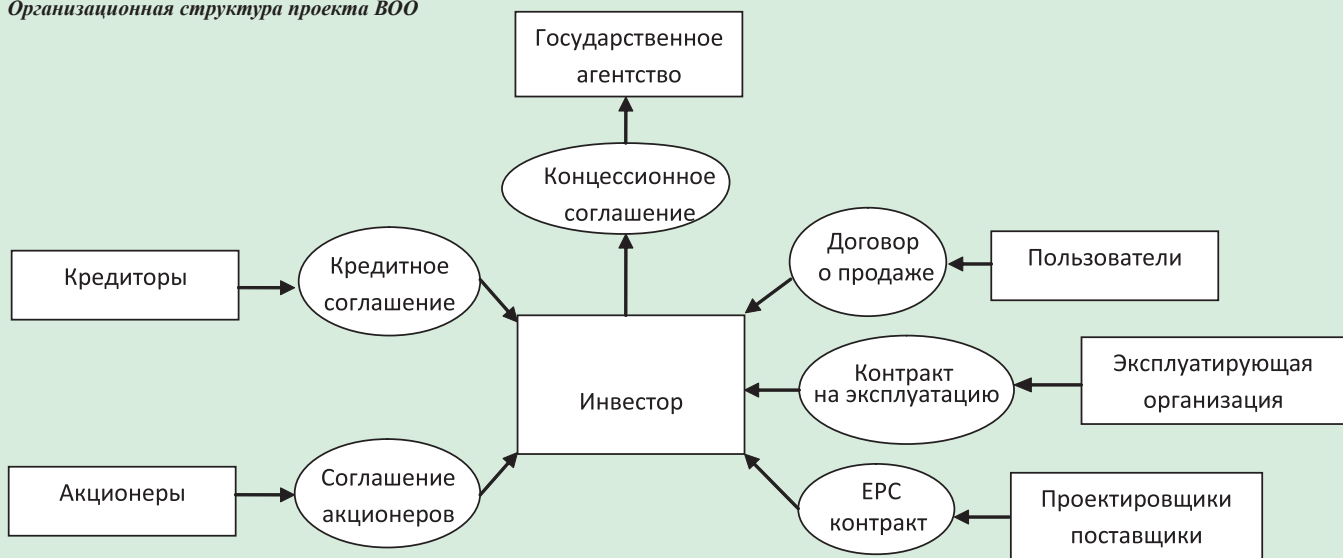 Организационная структура проекта ВОО
Государственное
агентство
Концессионное
соглашение
Кредиторы
Кредитное
соглашение
Договор
о продаже
Пользователи
Инвестор
Контракт
на эксплуатацию
Эксплуатирующая
организация
Акционеры
Соглашение
акционеров
ЕРС
контракт
Проектировщики
поставщики